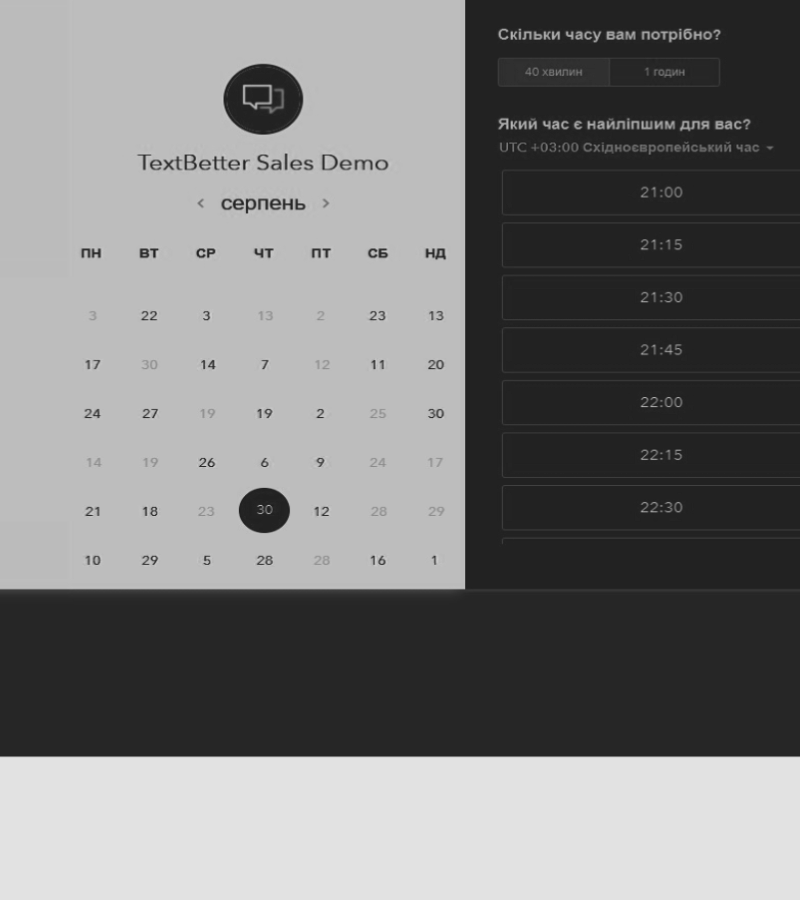 TextBetter Sales Demo
‹ серпень ›
ПН ВТ СР ЧТ ПТ СБ НД
3 22 3 13 2 23 13
17 30 14 7 12 11 20
24 27 19 19 2 25 30
14 19 26 6 9 24 17
21 18 23 30 12 28 29
10 29 5 28 28 16 1
Скільки часу вам потрібно?
40 хвилин 1 годин
Який час є найліпшим для вас?
UTC +03:00 Східноєвропейський час
21:00
21:15
21:30
21:45
22:00
22:15
22:30